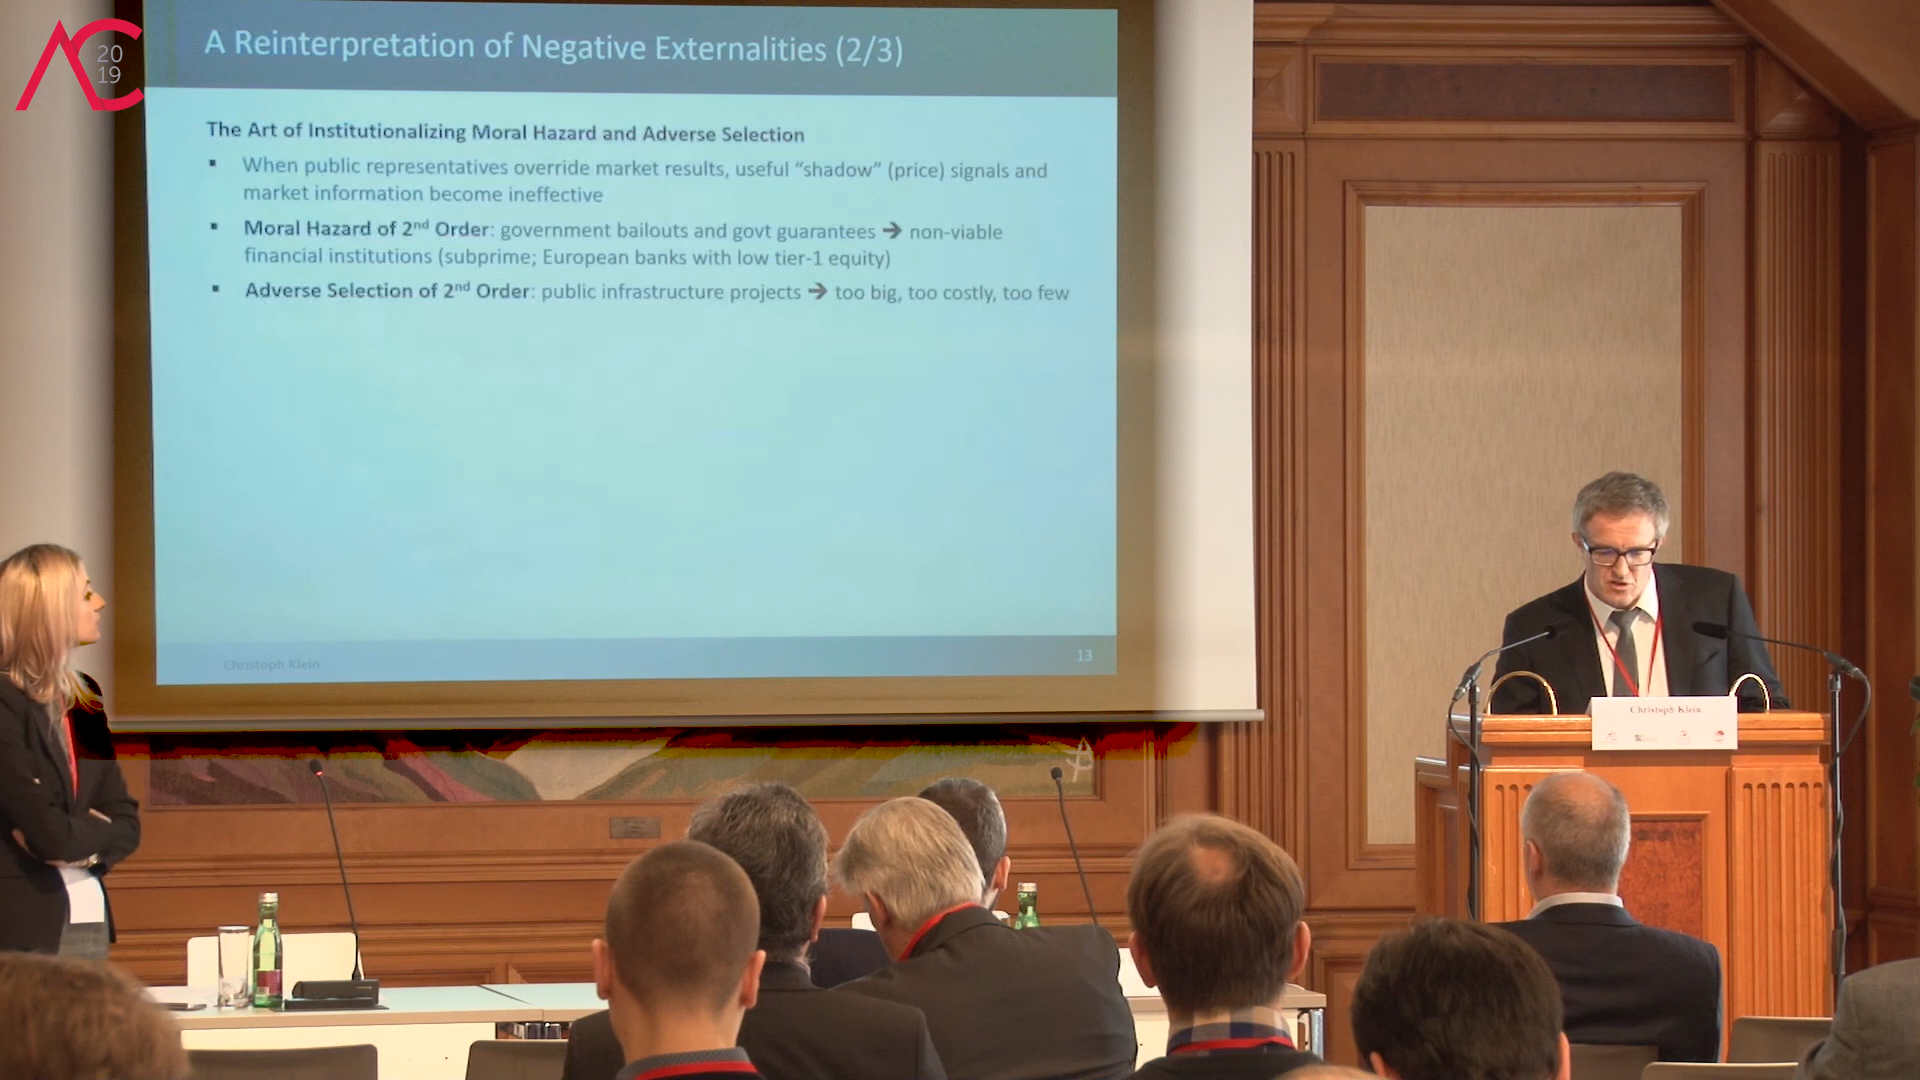 AC
20
19
A Reinterpretation of Negative Externalities (2/3)
The Art of Institutionalizing Moral Hazard and Adverse Selection
▪ When public representatives override market results, useful “shadow” (price) signals and
market information become ineffective
▪ Moral Hazard of 2nd Order: government bailouts and govt guarantees ➔ non-viable
financial institutions (subprime; European banks with low tier-1 equity)
▪ Adverse Selection of 2nd Order: public infrastructure projects ➔ too big, too costly, too few
Christoph Klein
13
Christoph Klein